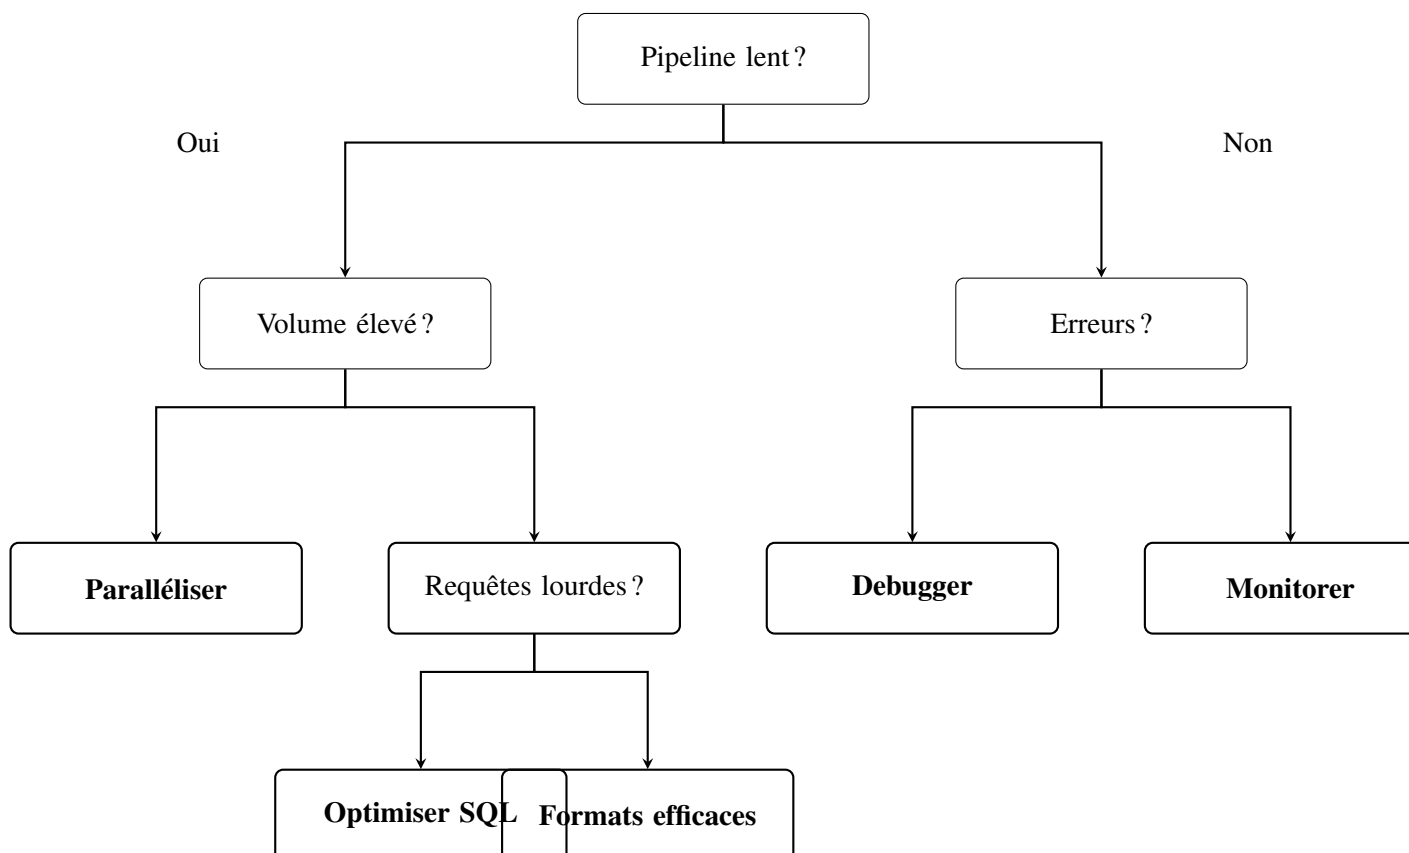 Pipeline lent ?
Oui
Non
Volume élevé ?
Erreurs ?
Paralléliser
Requêtes lourdes ?
Debugger
Monitorer
Optimiser SQL
Formats efficaces